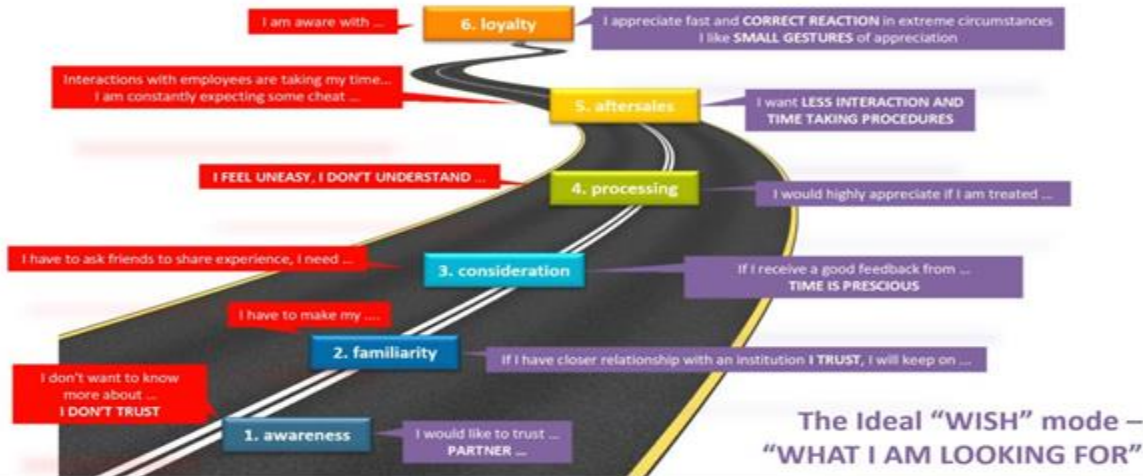 I am aware with ...
6. loyalty
I appreciate fast and CORRECT REACTION in extreme circumstances
I like SMALL GESTURES of appreciation
Interactions with employees are taking my time...
I am constantly expecting some cheat ...
5. aftersales
I want LESS INTERACTION AND
TIME TAKING PROCEDURES
I FEEL UNEASY, I DON'T UNDERSTAND ...
4. processing
I would highly appreciate if I am treated ...
I have to ask friends to share experience, I need ...
3. consideration
If I receive a good feedback from ...
TIME IS PRESCIOUS
I have to make my ....
2. familiarity
If I have closer relationship with an institution I TRUST, I will keep on ...
I don't want to know
more about ...
I DON'T TRUST
1. awareness
I would like to trust ...
PARTNER ...
The Ideal "WISH" mode –
"WHAT I AM LOOKING FOR"